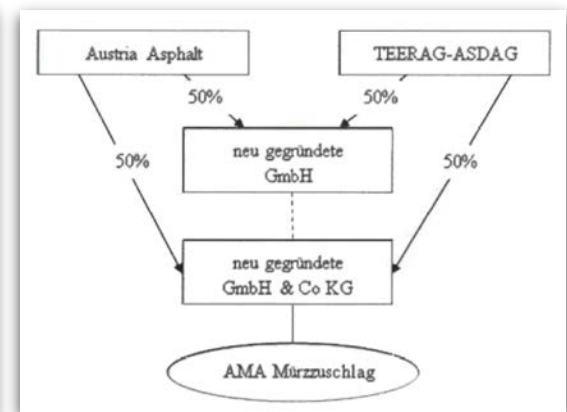 Austria Asphalt
TEERAG-ASDAG
50%
50%
neu gegründete
GmbH
50%
50%
neu gegründete
GmbH & Co KG
AMA Mürzzuschlag